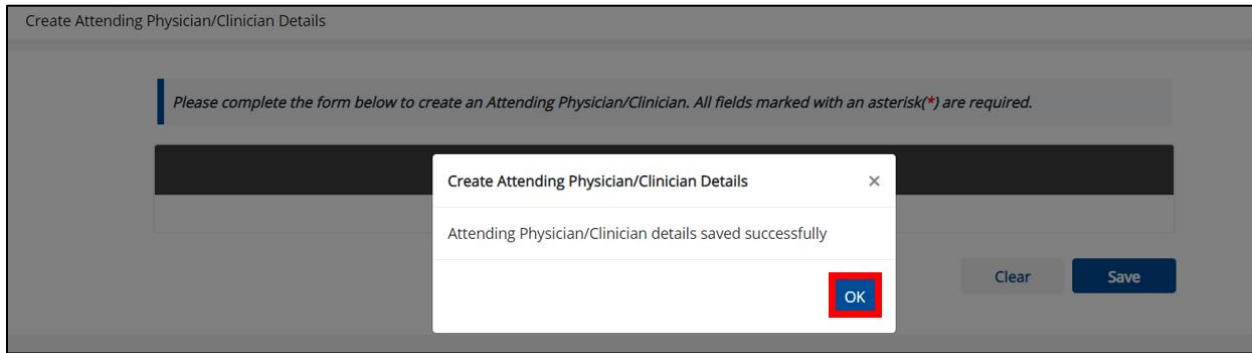 Create Attending Physician/Clinician Details
Please complete the form below to create an Attending Physician/Clinician. All fields marked with an asterisk(*) are required.
Create Attending Physician/Clinician Details ×
Attending Physician/Clinician details saved successfully
OK
Clear Save